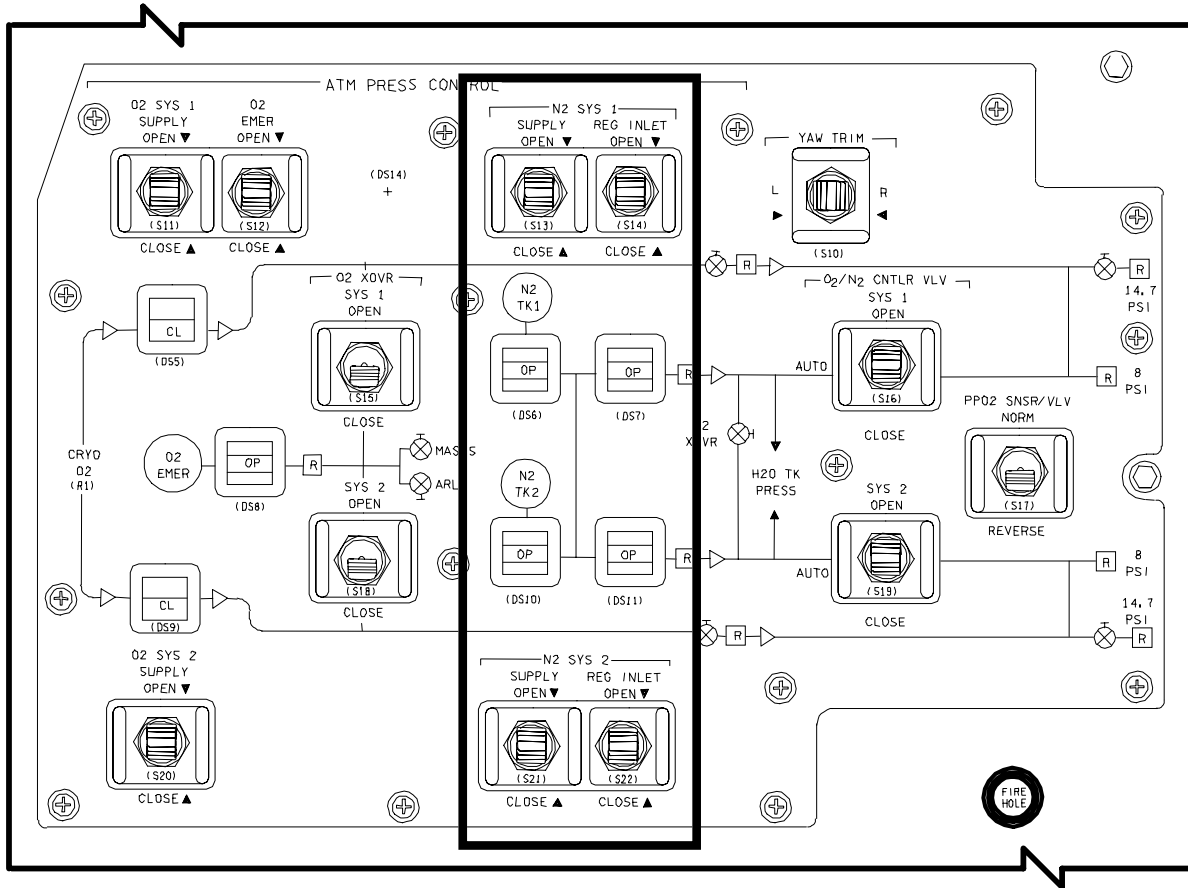 ATM PRESS CONTROL
O2 SYS 1
SUPPLY
OPEN ▼
(S11)
CLOSE ▲
O2
EMER
OPEN ▼
(S12)
CLOSE ▲
(DS14)
N2 SYS 1
SUPPLY
OPEN ▼
(S13)
CLOSE ▲
REG INLET
OPEN ▼
(S14)
CLOSE ▲
YAW TRIM
L
R
(S10)
O2 XOVR
SYS 1
OPEN
(S15)
CLOSE
CL
(DS5)
N2
TK1
OP
(DS6)
OP
(DS7)
R
R
R
14.7
PSI
O2/N2 CNTLR VLV
SYS 1
OPEN
AUTO
(S16)
CLOSE
R
8
PSI
PPO2 SNSR/VLV
NORM
(S17)
REVERSE
CRYO
O2
(R1)
O2
EMER
OP
(DS8)
R
H2O TK
PRESS
SYS 2
OPEN
(S18)
CLOSE
N2
TK2
OP
(DS10)
OP
(DS11)
R
SYS 2
OPEN
AUTO
(S19)
CLOSE
R
8
PSI
CL
(DS9)
R
14.7
PSI
R
O2 SYS 2
SUPPLY
OPEN ▼
(S20)
CLOSE ▲
N2 SYS 2
SUPPLY
OPEN ▼
(S21)
CLOSE ▲
REG INLET
OPEN ▼
(S22)
CLOSE ▲
FIRE
HOLE